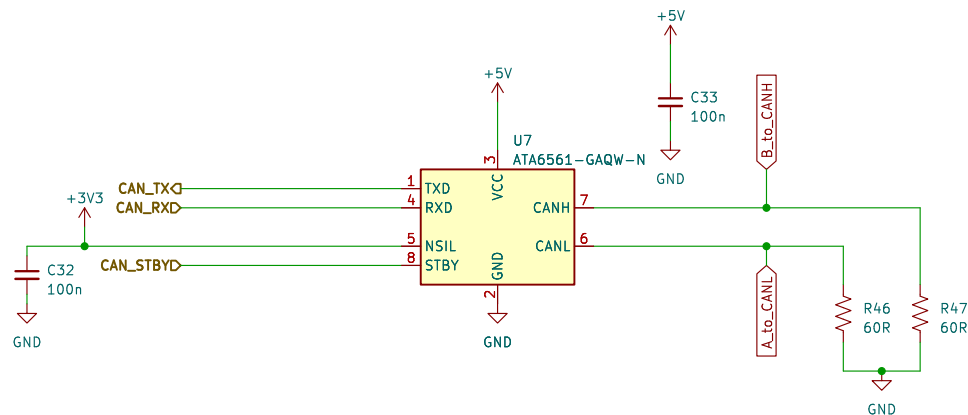 +5V
C33
100n
GND
B_to_CANH
+5V
U7
ATA6561-GAQW-N
3
VCC
CAN_TX
1
TXD
CAN_RX
4
RXD
CANH
7
+3V3
5
NSIL
CANL
6
CAN_STBY
8
STBY
GND
2
GND
C32
100n
GND
A_to_CANL
R46
60R
R47
60R
GND